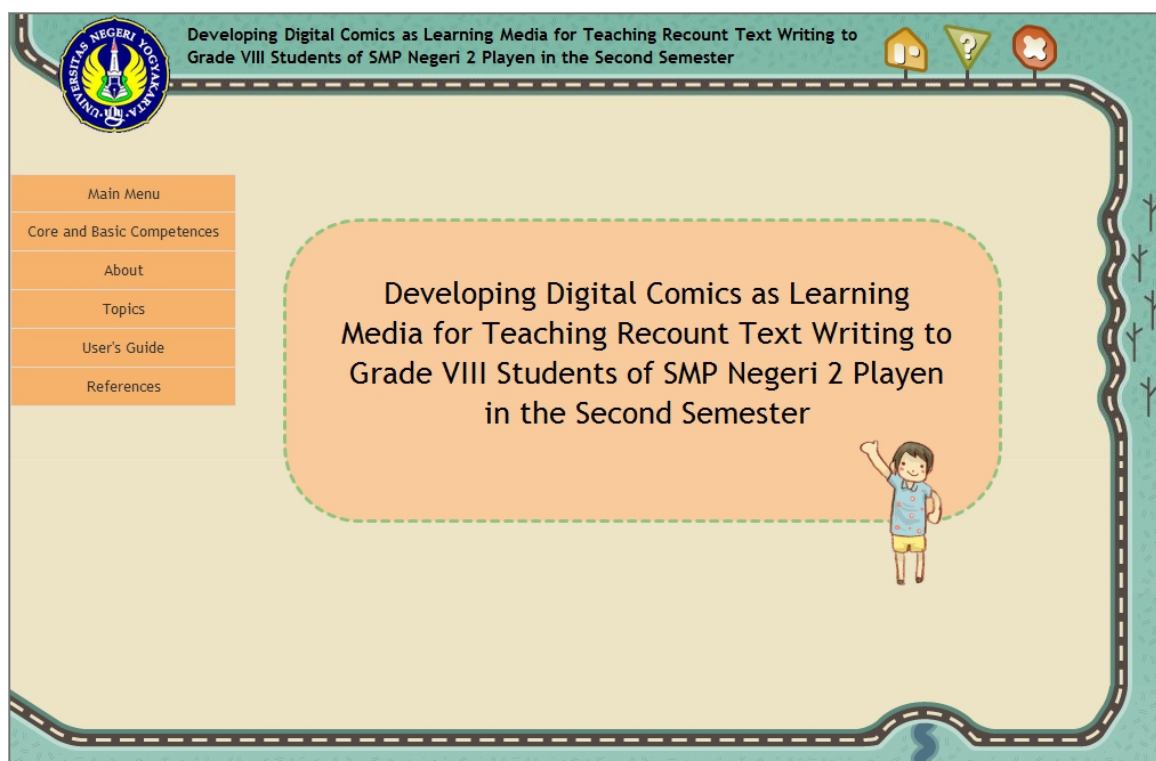 UNIVERSITAS NEGERI YOGYAKARTA
Developing Digital Comics as Learning Media for Teaching Recount Text Writing to
Grade VIII Students of SMP Negeri 2 Playen in the Second Semester
?
Main Menu
Core and Basic Competences
About
Topics
User's Guide
References
Developing Digital Comics as Learning
Media for Teaching Recount Text Writing to
Grade VIII Students of SMP Negeri 2 Playen
in the Second Semester